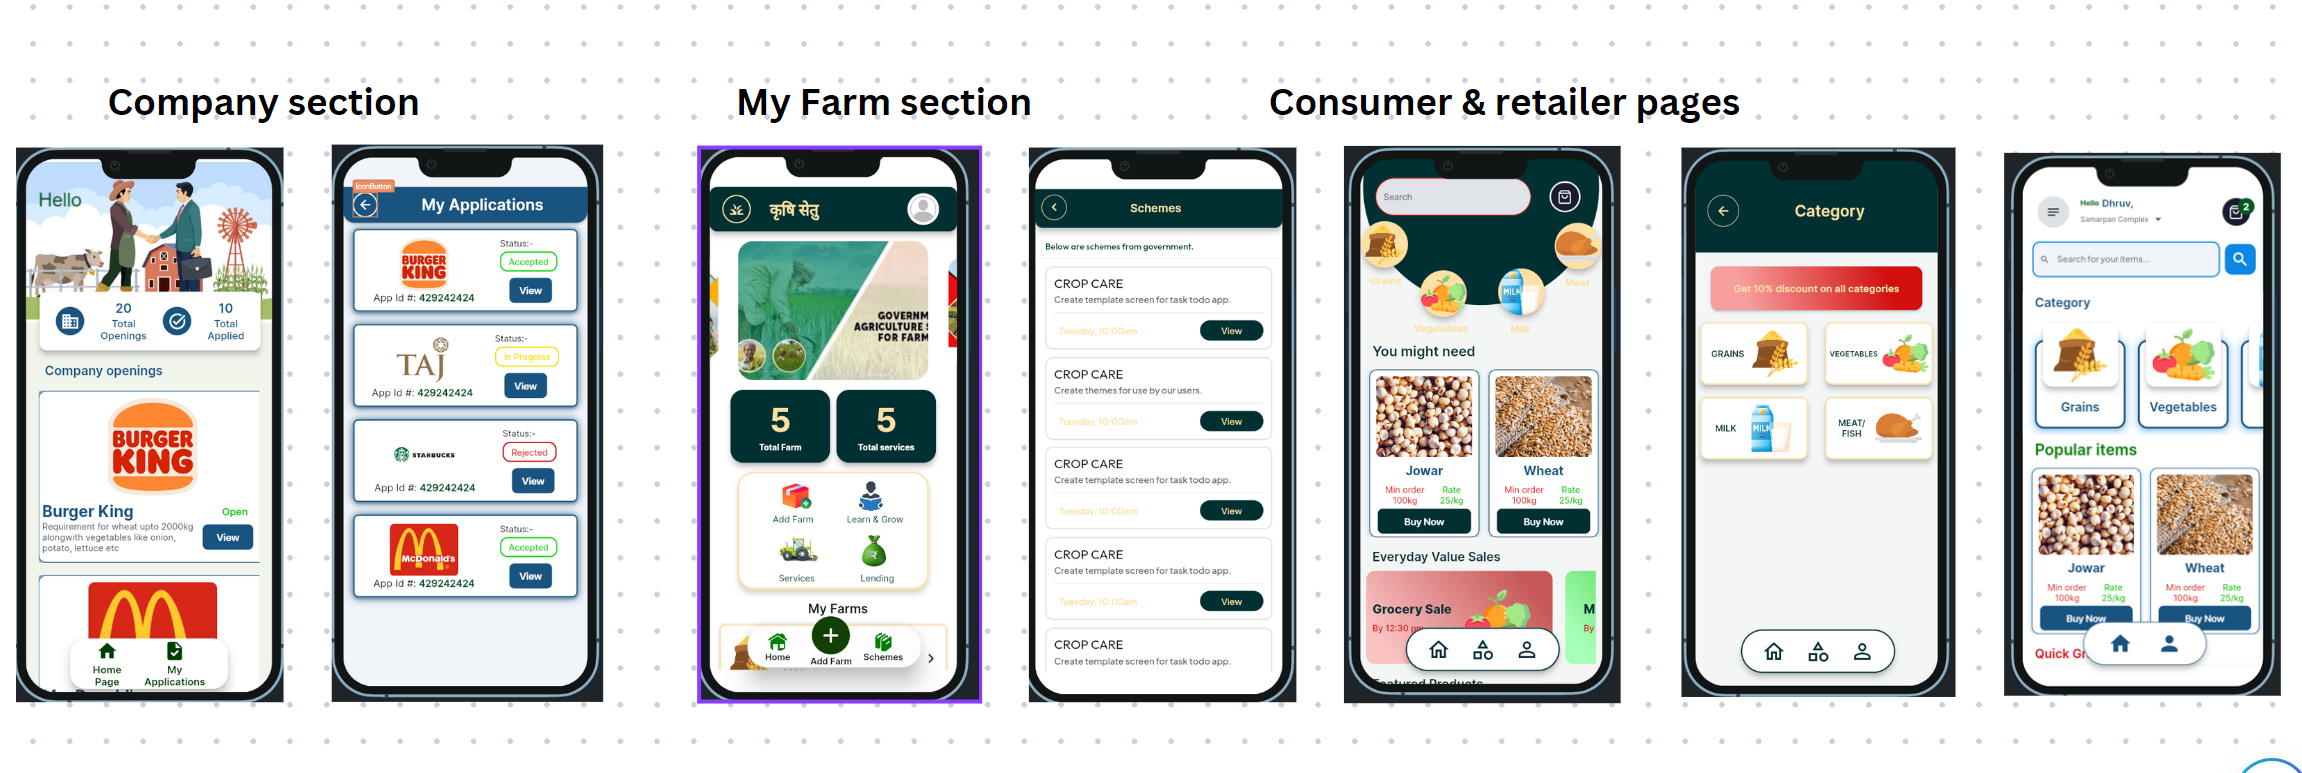 Company section
My Farm section
Consumer & retailer pages
Hello
20
Total
Openings
10
Total
Applied
Company openings
BURGER
KING
Burger King
Open
Requirement for wheat upto 2000kg
alongwith vegetables like onion,
potato, lettuce etc
View
Home
Page
My
Applications
IconButton
My Applications
BURGER
KING
Status:-
Accepted
App Id #: 429242424
View
TAJ
Status:-
In Progress
App Id #: 429242424
View
STARBUCKS
Status:-
Rejected
App Id #: 429242424
View
McDonald's
Status:-
Accepted
App Id #: 429242424
View
कृषि सेतु
GOVERNM
AGRICULTURE S
FOR FARM
5
Total Farm
5
Total services
Add Farm
Learn & Grow
Services
Lending
My Farms
Home
Add Farm
Schemes
Schemes
Below are schemes from government.
CROP CARE
Create template screen for task todo app.
Tuesday, 10:00am
View
CROP CARE
Create themes for use by our users.
Tuesday, 10:00am
View
CROP CARE
Create template screen for task todo app.
Tuesday, 10:00am
View
CROP CARE
Create template screen for task todo app.
Tuesday, 10:00am
View
CROP CARE
Create template screen for task todo app.
Search
Grains
Vegetables
MILK
Milk
Meat
You might need
Jowar
Min order
100kg
Rate
25/kg
Buy Now
Wheat
Min order
100kg
Rate
25/kg
Buy Now
Everyday Value Sales
Grocery Sale
By 12:30 pm
M
By
Featured Products
Category
Get 10% discount on all categories
GRAINS
VEGETABLES
MILK
MILK
MEAT/
FISH
Hello Dhruv,
Samarpan Complex
2
Search for your items...
Category
Grains
Vegetables
Popular items
Jowar
Min order
100kg
Rate
25/kg
Buy Now
Wheat
Min order
100kg
Rate
25/kg
Buy Now
Quick Gr